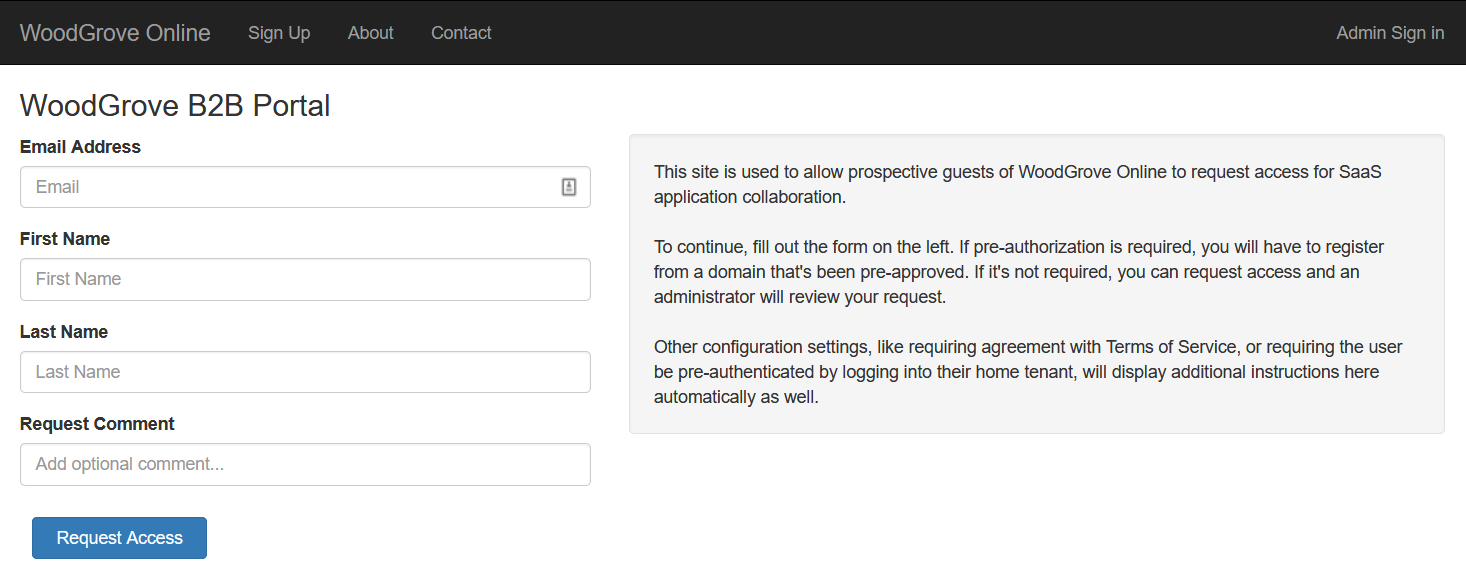 WoodGrove Online Sign Up About Contact Admin Sign in
WoodGrove B2B Portal
Email Address
Email
First Name
First Name
Last Name
Last Name
Request Comment
Add optional comment...
Request Access
This site is used to allow prospective guests of WoodGrove Online to request access for SaaS
application collaboration.
To continue, fill out the form on the left. If pre-authorization is required, you will have to register
from a domain that's been pre-approved. If it's not required, you can request access and an
administrator will review your request.
Other configuration settings, like requiring agreement with Terms of Service, or requiring the user
be pre-authenticated by logging into their home tenant, will display additional instructions here
automatically as well.